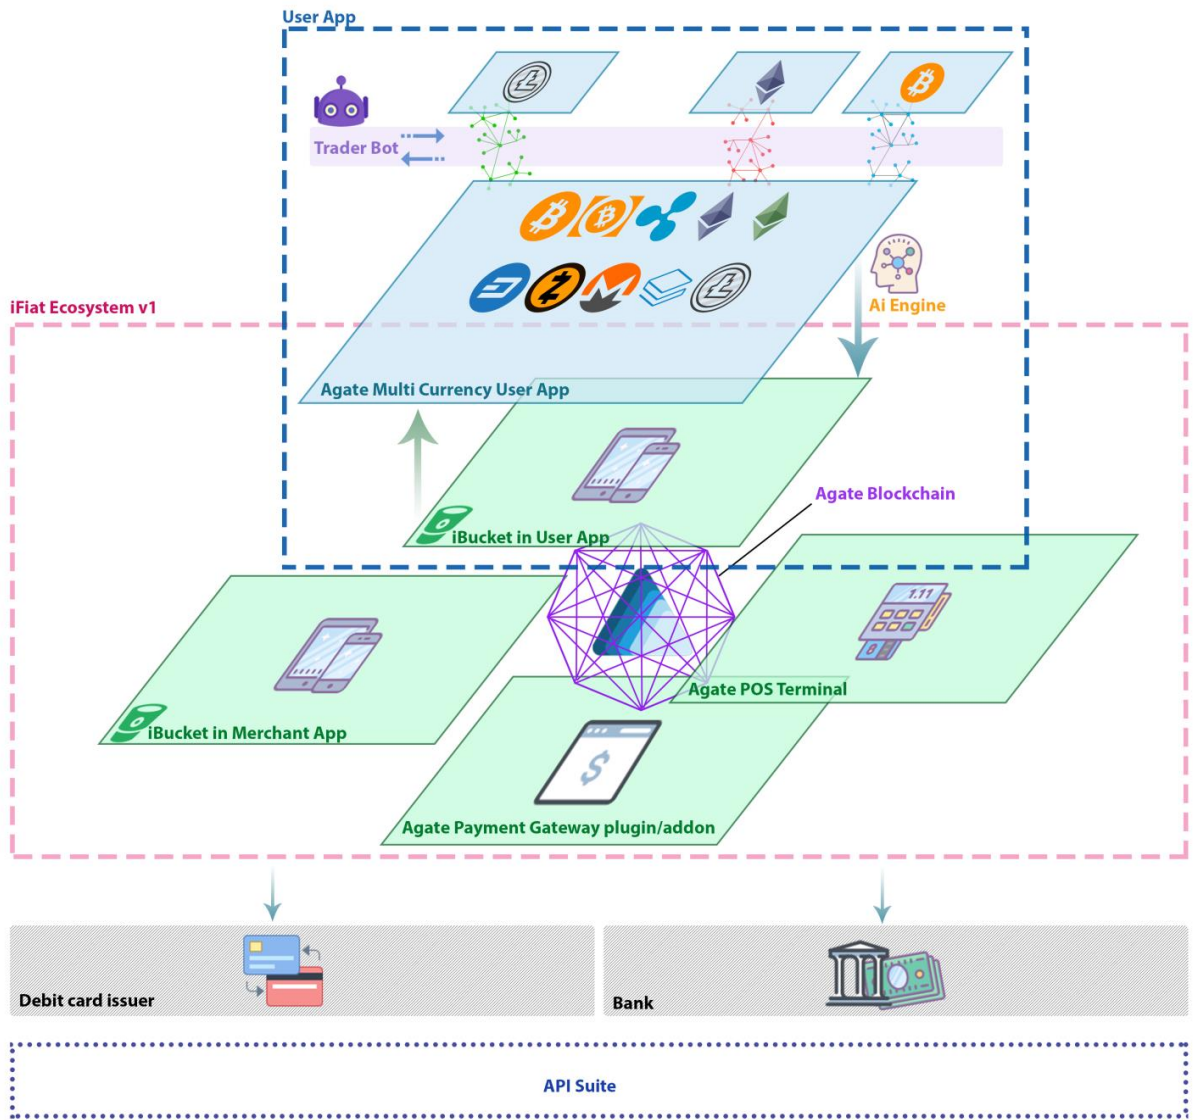 User App
Trader Bot
Ai Engine
iFiat Ecosystem v1
Agate Multi Currency User App
Agate Blockchain
iBucket in User App
1.11
Agate POS Terminal
iBucket in Merchant App
$
Agate Payment Gateway plugin/addon
Debit card issuer
Bank
API Suite